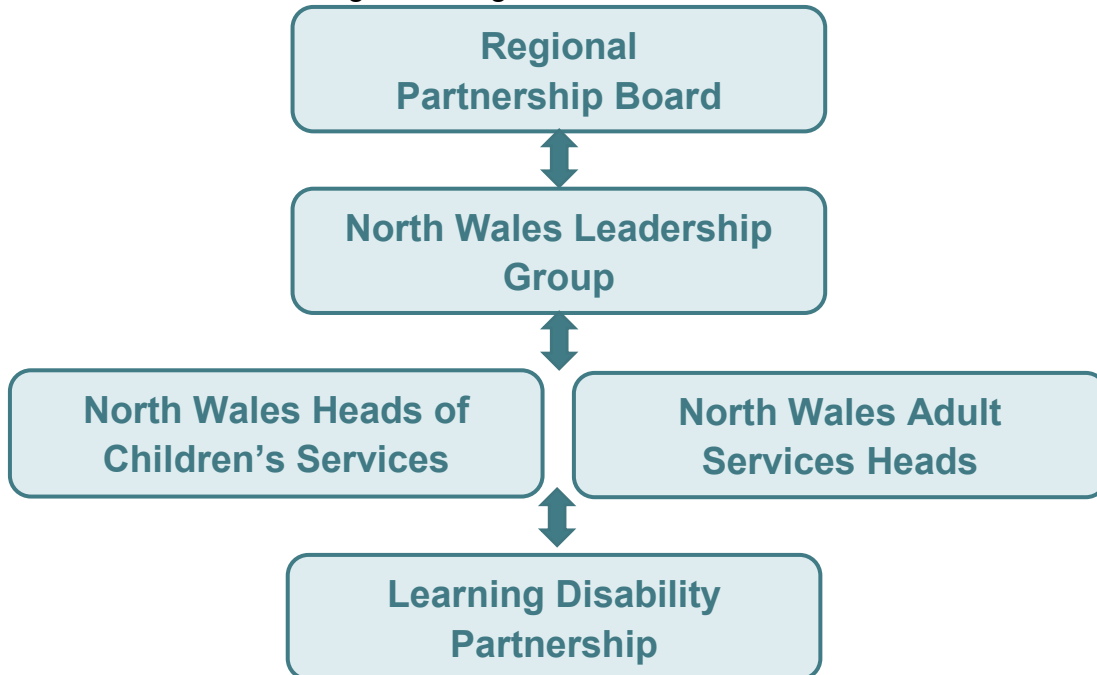 Regional
Partnership Board
North Wales Leadership
Group
North Wales Heads of
Children’s Services
North Wales Adult
Services Heads
Learning Disability
Partnership